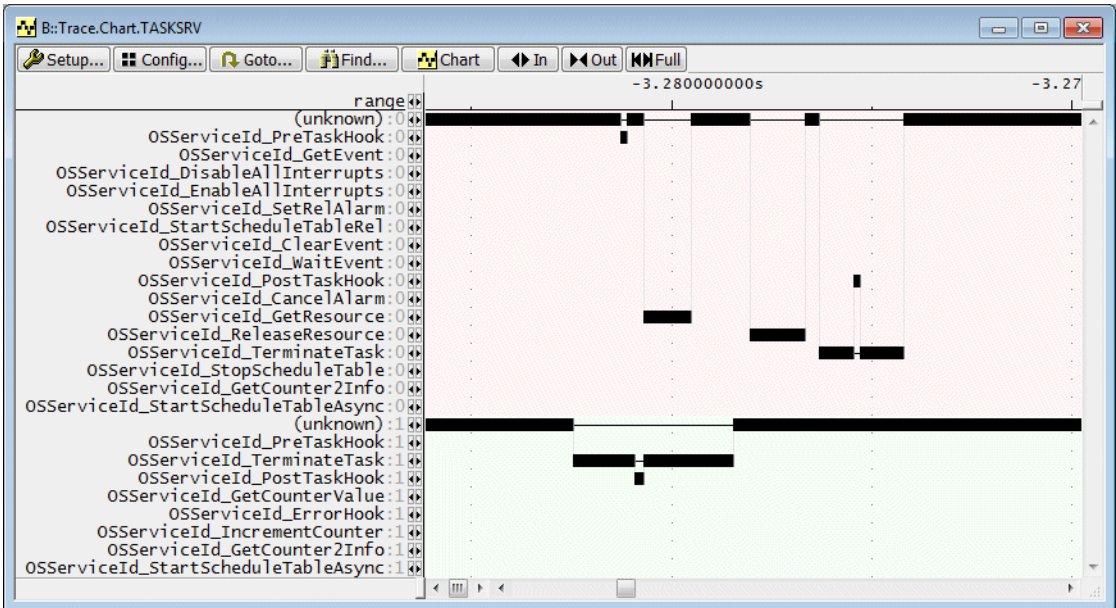 B::Trace.Chart.TASKSRV
Setup... Config... Goto... Find... Chart In Out Full
-3.280000000s -3.27
range
(unknown):0
OSServiceId_PreTaskHook:0
OSServiceId_GetEvent:0
OSServiceId_DisableAllInterrupts:0
OSServiceId_EnableAllInterrupts:0
OSServiceId_SetRelAlarm:0
OSServiceId_StartScheduleTableRel:0
OSServiceId_ClearEvent:0
OSServiceId_WaitEvent:0
OSServiceId_PostTaskHook:0
OSServiceId_CancelAlarm:0
OSServiceId_GetResource:0
OSServiceId_ReleaseResource:0
OSServiceId_TerminateTask:0
OSServiceId_StopScheduleTable:0
OSServiceId_GetCounter2Info:0
OSServiceId_StartScheduleTableAsync:0
(unknown):1
OSServiceId_PreTaskHook:1
OSServiceId_TerminateTask:1
OSServiceId_PostTaskHook:1
OSServiceId_GetCounterValue:1
OSServiceId_ErrorHook:1
OSServiceId_IncrementCounter:1
OSServiceId_GetCounter2Info:1
OSServiceId_StartScheduleTableAsync:1